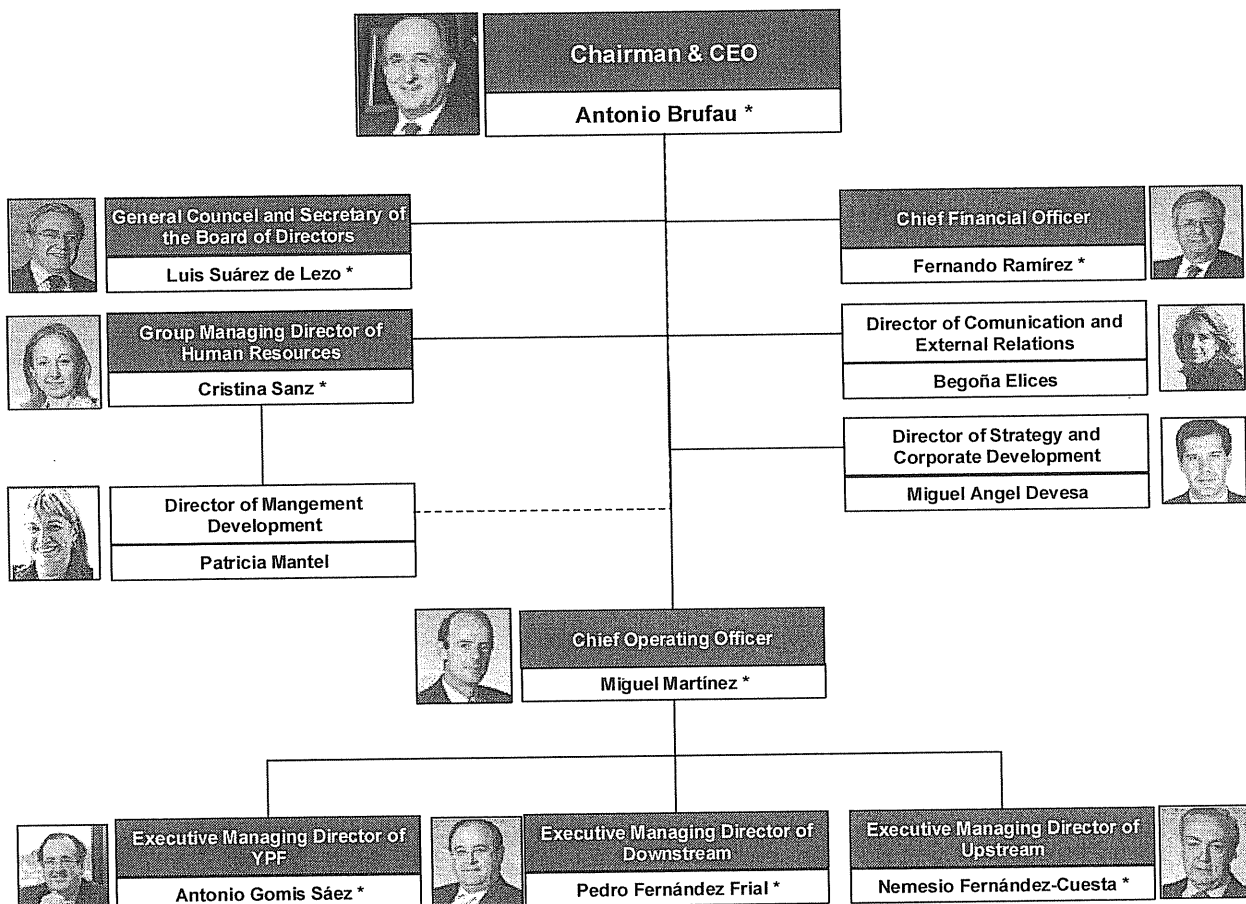 Chairman & CEO
Antonio Brufau *
General Councel and Secretary of
the Board of Directors
Luis Suárez de Lezo *
Chief Financial Officer
Fernando Ramírez *
Group Managing Director of
Human Resources
Cristina Sanz *
Director of Comunication and
External Relations
Begoña Elices
Director of Strategy and
Corporate Development
Miguel Angel Devesa
Director of Mangement
Development
Patricia Mantel
Chief Operating Officer
Miguel Martínez *
Executive Managing Director of
YPF
Antonio Gomis Sáez *
Executive Managing Director of
Downstream
Pedro Fernández Frial *
Executive Managing Director of
Upstream
Nemesio Fernández-Cuesta *